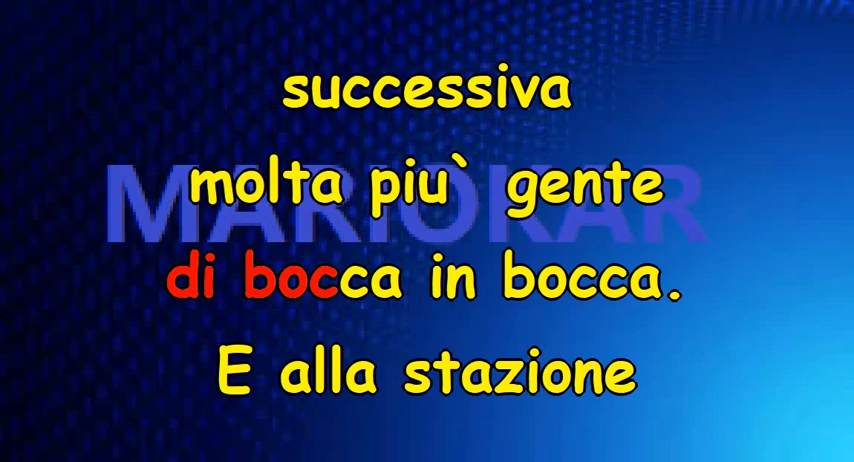 successiva
molta piu` gente
MARIOKAR
di bocca in bocca.
E alla stazione